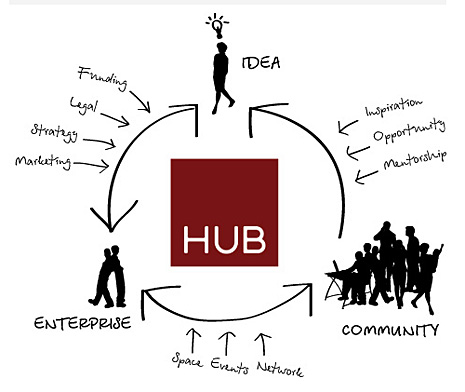 IDEA
Funding
Legal
Strategy
Marketing
Inspiration
Opportunity
Mentorship
HUB
ENTERPRISE
COMMUNITY
Space Events Network